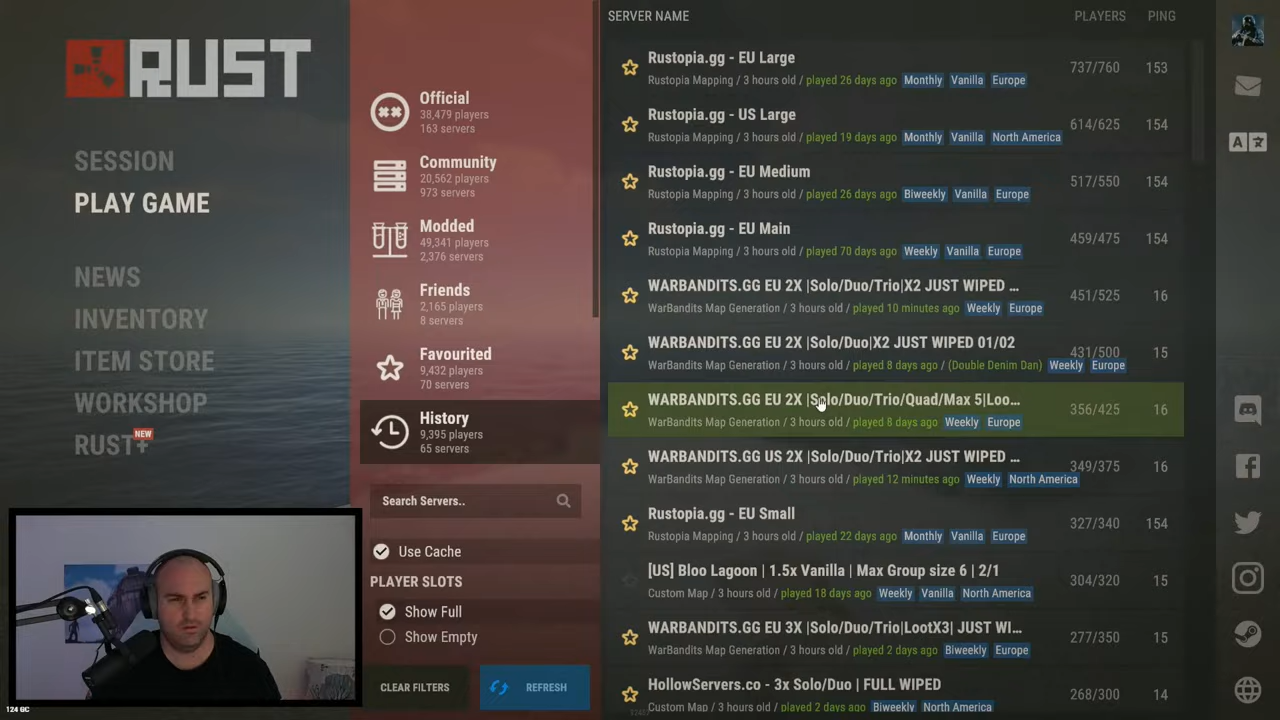 RUST
SESSION
PLAY GAME
NEWS
INVENTORY
ITEM STORE
WORKSHOP
RUST+ NEW
124 GC
Official
38,479 players
163 servers
Community
20,562 players
973 servers
Modded
49,341 players
2,376 servers
Friends
2,165 players
8 servers
Favourited
9,432 players
70 servers
History
9,395 players
65 servers
Search Servers..
Use Cache
PLAYER SLOTS
Show Full
Show Empty
CLEAR FILTERS
REFRESH
SERVER NAME PLAYERS PING
Rustopia.gg - EU Large 737/760 153
Rustopia Mapping / 3 hours old / played 26 days ago Monthly Vanilla Europe
Rustopia.gg - US Large 614/625 154
Rustopia Mapping / 3 hours old / played 19 days ago Monthly Vanilla North America
Rustopia.gg - EU Medium 517/550 154
Rustopia Mapping / 3 hours old / played 26 days ago Biweekly Vanilla Europe
Rustopia.gg - EU Main 459/475 154
Rustopia Mapping / 3 hours old / played 70 days ago Weekly Vanilla Europe
WARBANDITS.GG EU 2X |Solo/Duo/Trio|X2 JUST WIPED ... 451/525 16
WarBandits Map Generation / 3 hours old / played 10 minutes ago Weekly Europe
WARBANDITS.GG EU 2X |Solo/Duo|X2 JUST WIPED 01/02 431/500 15
WarBandits Map Generation / 3 hours old / played 8 days ago / (Double Denim Dan) Weekly Europe
WARBANDITS.GG EU 2X |Solo/Duo/Trio/Quad/Max 5|Loo... 356/425 16
WarBandits Map Generation / 3 hours old / played 8 days ago Weekly Europe
WARBANDITS.GG US 2X |Solo/Duo/Trio|X2 JUST WIPED ... 349/375 16
WarBandits Map Generation / 3 hours old / played 12 minutes ago Weekly North America
Rustopia.gg - EU Small 327/340 154
Rustopia Mapping / 3 hours old / played 22 days ago Monthly Vanilla Europe
[US] Bloo Lagoon | 1.5x Vanilla | Max Group size 6 | 2/1 304/320 15
Custom Map / 3 hours old / played 18 days ago Weekly Vanilla North America
WARBANDITS.GG EU 3X |Solo/Duo/Trio|LootX3| JUST WI... 277/350 15
WarBandits Map Generation / 3 hours old / played 2 days ago Biweekly Europe
HollowServers.co - 3x Solo/Duo | FULL WIPED 268/300 14
Custom Map / 3 hours old / played 2 days ago Biweekly North America
A